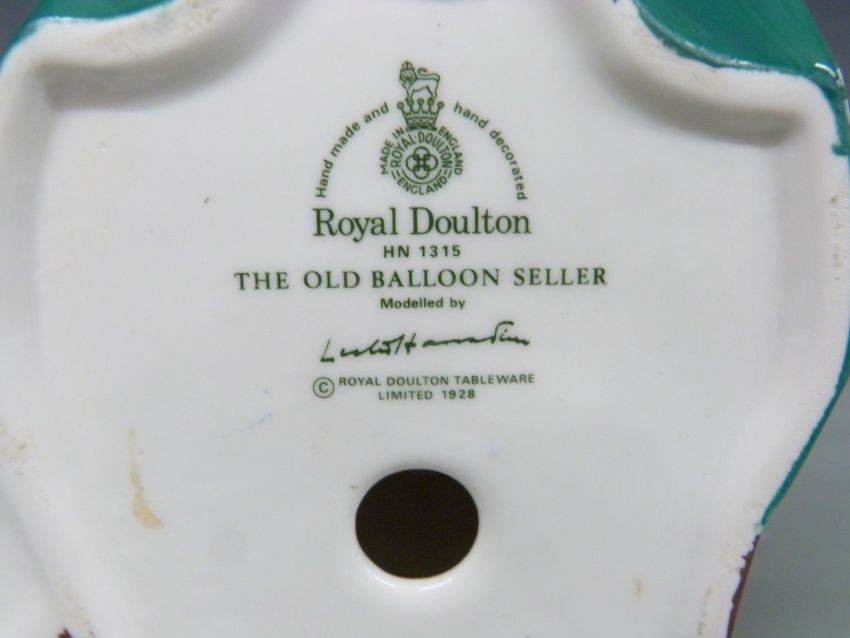 Hand made and hand decorated
MADE IN ENGLAND
ROYAL·DOULTON
ENGLAND
Royal Doulton
HN 1315
THE OLD BALLOON SELLER
Modelled by
© ROYAL DOULTON TABLEWARE
LIMITED 1928